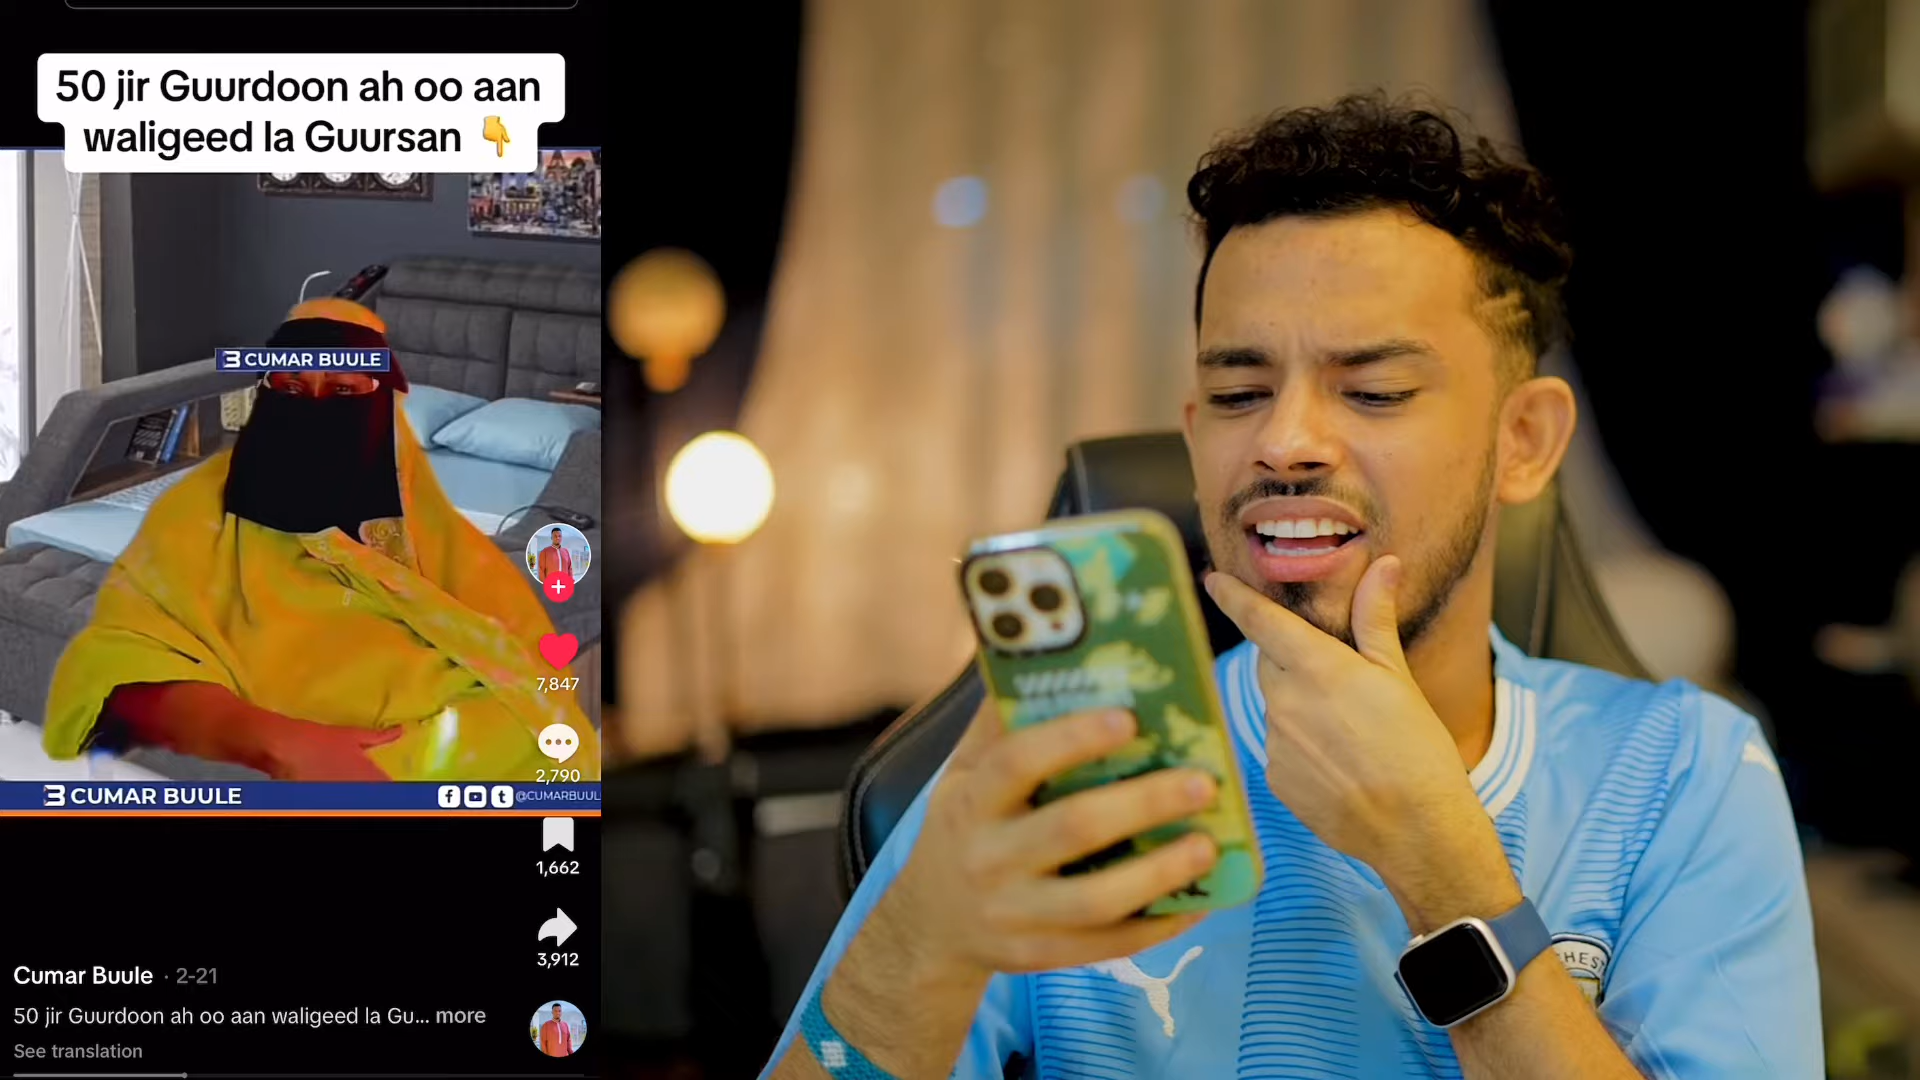 50 jir Guurdoon ah oo aan
waligeed la Guursan 👇
CUMAR BUULE
7,847
2,790
CUMAR BUULE
@CUMARBUUL
1,662
3,912
Cumar Buule · 2-21
50 jir Guurdoon ah oo aan waligeed la Gu... more
See translation